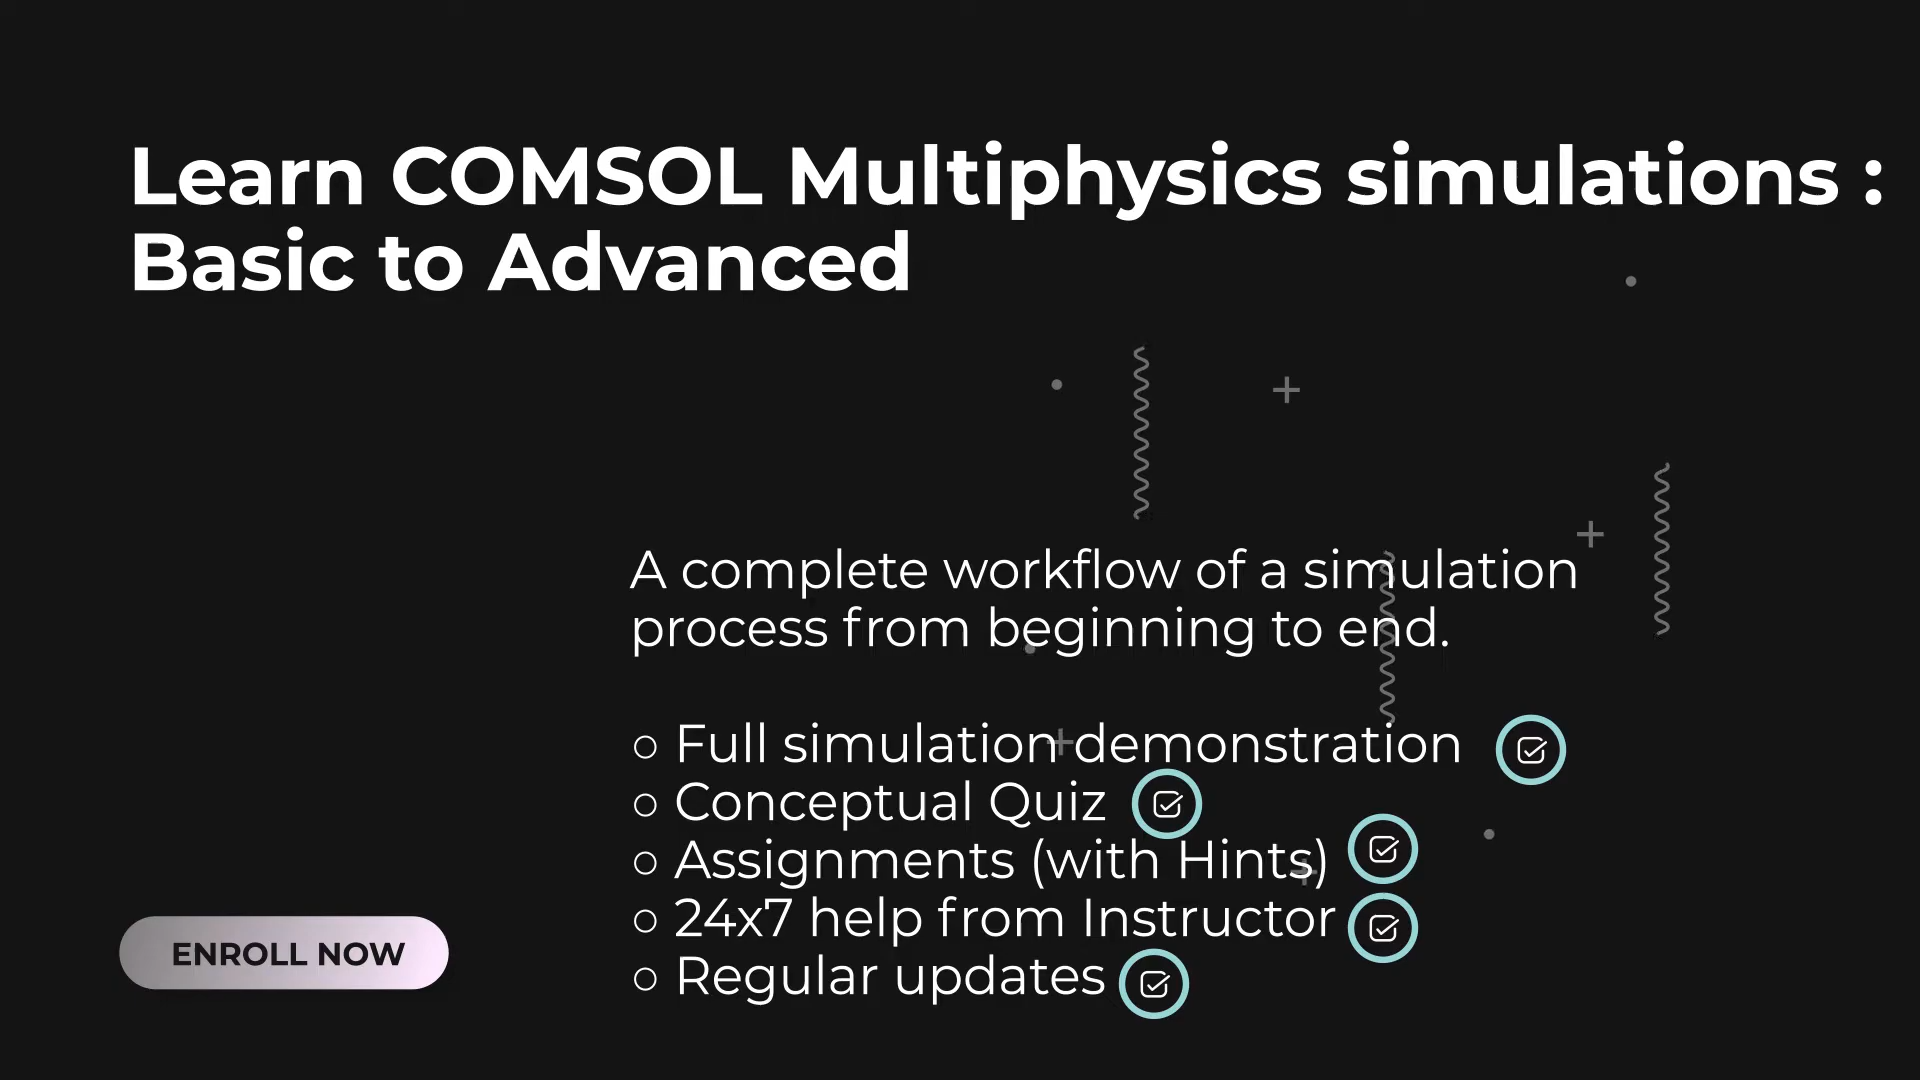 Learn COMSOL Multiphysics simulations :
Basic to Advanced
A complete workflow of a simulation
process from beginning to end.
○ Full simulation demonstration
○ Conceptual Quiz
○ Assignments (with Hints)
○ 24x7 help from Instructor
○ Regular updates
ENROLL NOW